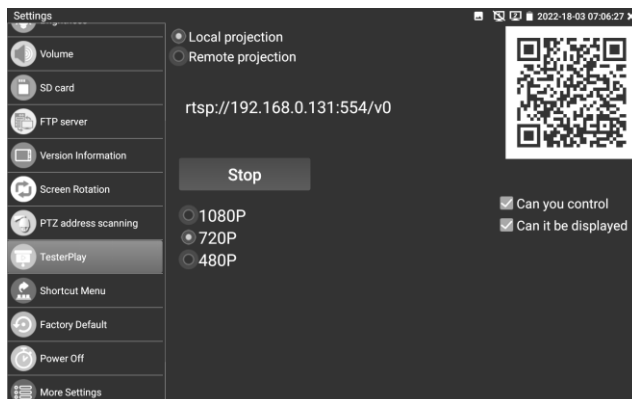 Settings
2022-18-03 07:06:27
Volume
SD card
FTP server
Version Information
Screen Rotation
PTZ address scanning
TesterPlay
Shortcut Menu
Factory Default
Power Off
More Settings
Local projection
Remote projection
rtsp://192.168.0.131:554/v0
Stop
1080P
720P
480P
Can you control
Can it be displayed